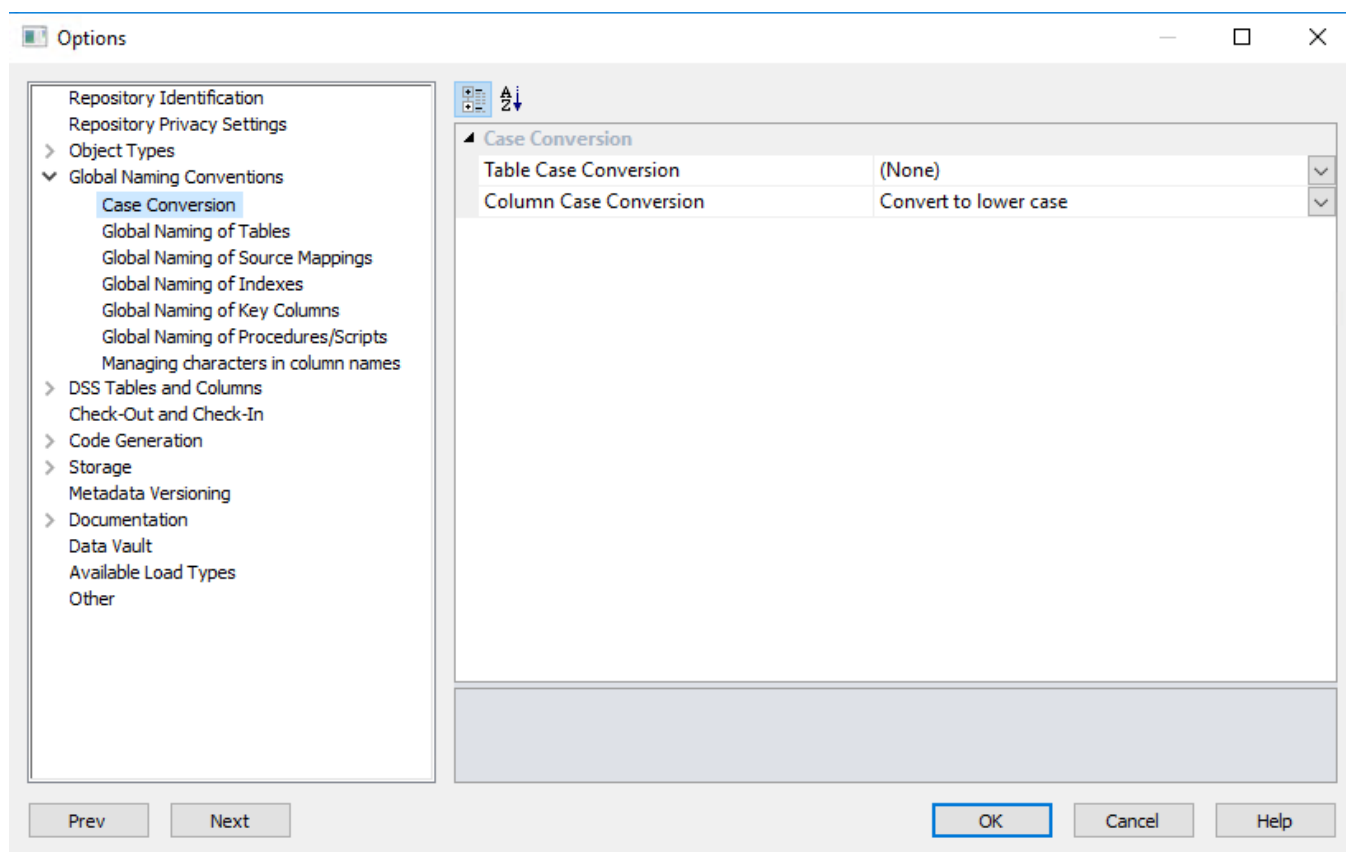 Options
Repository Identification
Repository Privacy Settings
Object Types
Global Naming Conventions
Case Conversion
Global Naming of Tables
Global Naming of Source Mappings
Global Naming of Indexes
Global Naming of Key Columns
Global Naming of Procedures/Scripts
Managing characters in column names
DSS Tables and Columns
Check-Out and Check-In
Code Generation
Storage
Metadata Versioning
Documentation
Data Vault
Available Load Types
Other
Case Conversion
Table Case Conversion (None)
Column Case Conversion Convert to lower case
Prev Next OK Cancel Help